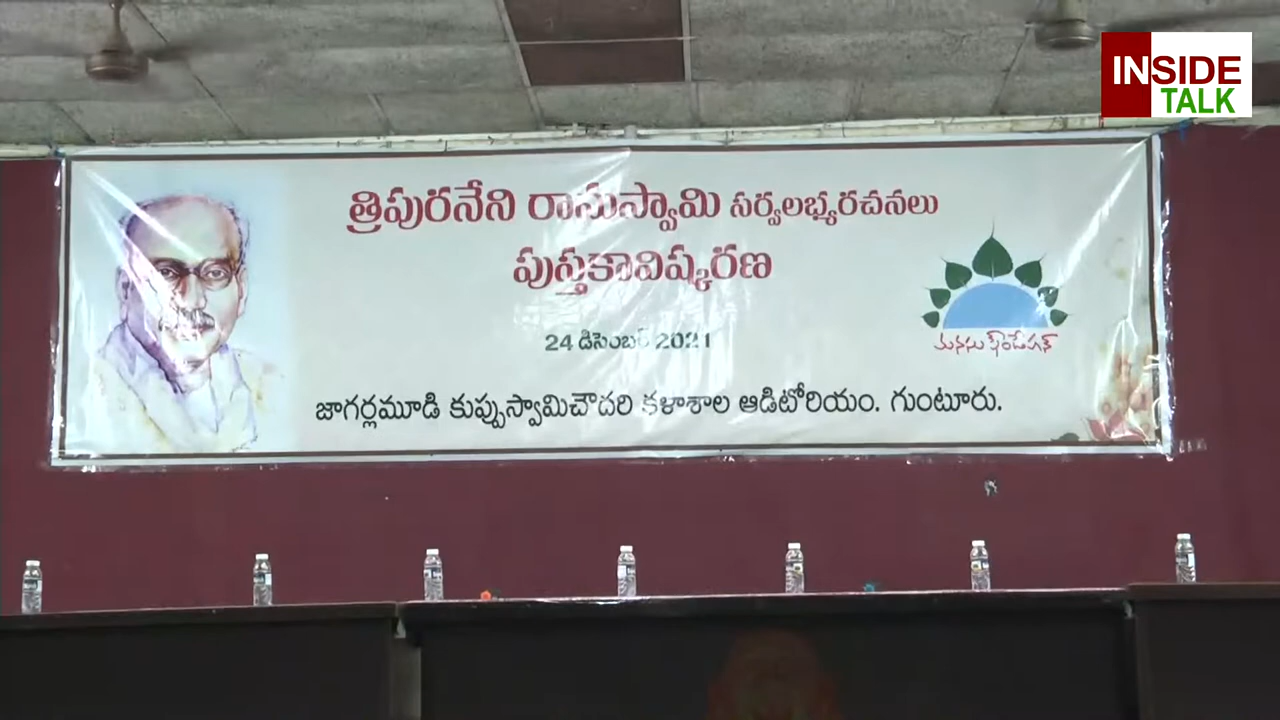 INSIDE
TALK
త్రిపురనేని రామస్వామి సర్వలభ్యరచనలు
పుస్తకావిష్కరణ
24 డిసెంబర్ 2021
మనసు ఫౌండేషన్
జాగర్లమూడి కుప్పుస్వామిచౌదరి కళాశాల ఆడిటోరియం. గుంటూరు.